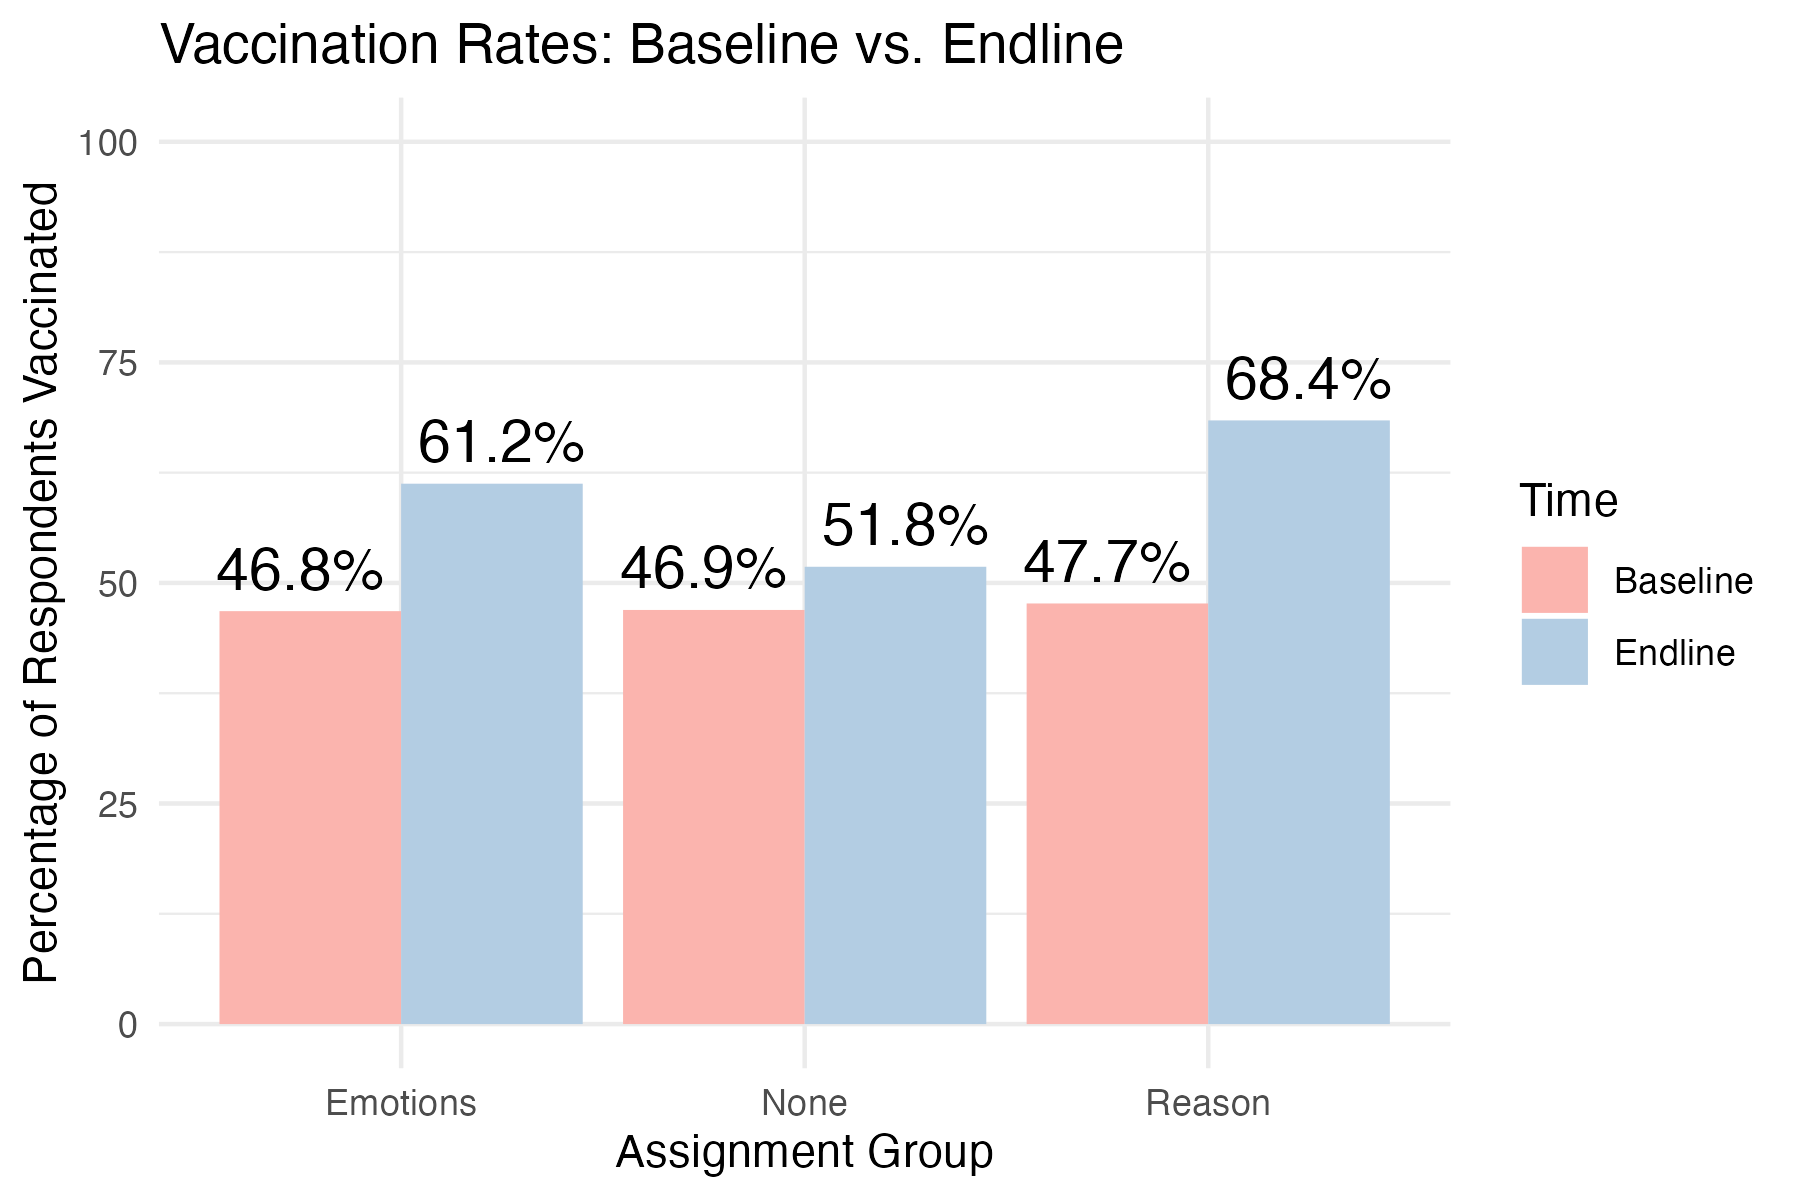 Vaccination Rates: Baseline vs. Endline
Percentage of Respondents Vaccinated
100
75
50
25
0
46.8%
61.2%
46.9%
51.8%
47.7%
68.4%
Emotions
None
Reason
Assignment Group
Time
Baseline
Endline